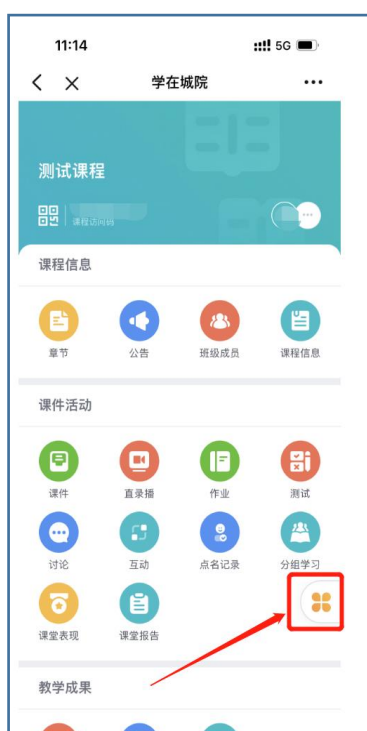 11:14 5G
学在城院
测试课程
课程访问码
课程信息
章节 公告 班级成员 课程信息
课件活动
课件 直录播 作业 测试
讨论 互动 点名记录 分组学习
课堂表现 课堂报告
教学成果